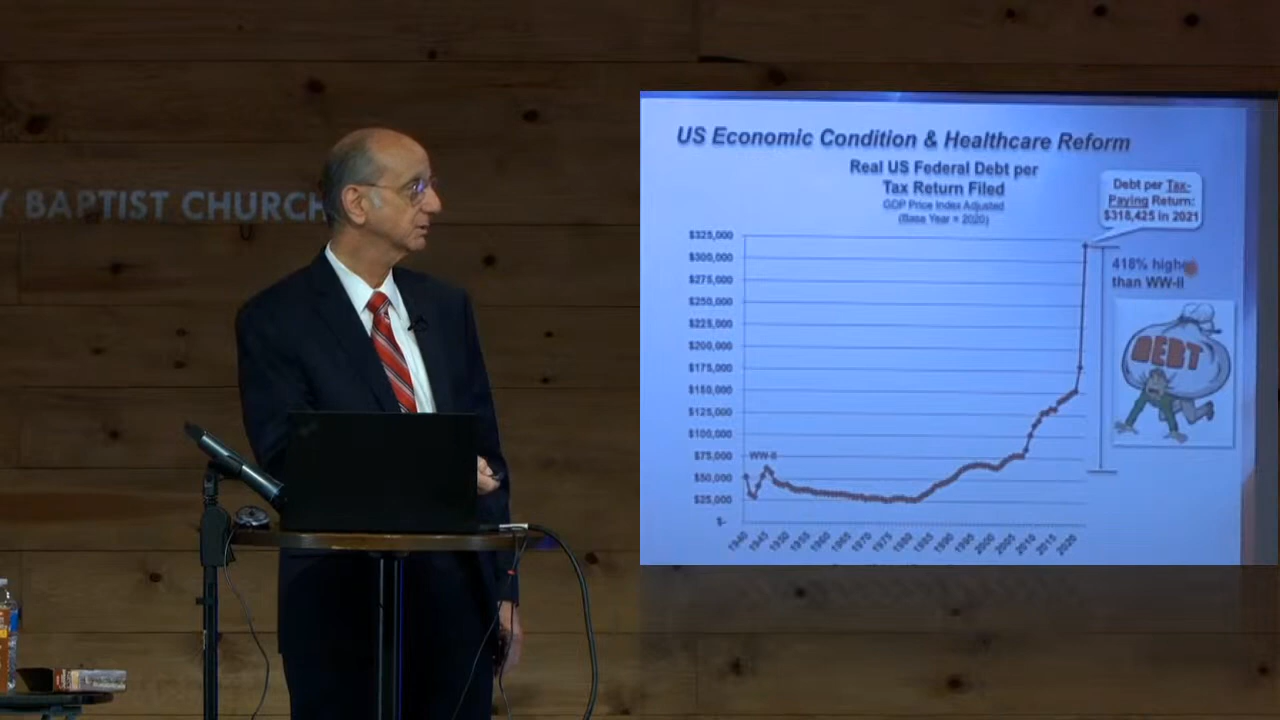 Y BAPTIST CHURCH
US Economic Condition & Healthcare Reform
Real US Federal Debt per
Tax Return Filed
GDP Price Index Adjusted
(Base Year = 2020)
Debt per Tax-
Paying Return:
$318,425 in 2021
418% higher
than WW-II
DEBT
$325,000
$300,000
$275,000
$250,000
$225,000
$200,000
$175,000
$150,000
$125,000
$100,000
$75,000
WW-II
$50,000
$25,000
$-
1940 1945 1950 1955 1960 1965 1970 1975 1980 1985 1990 1995 2000 2005 2010 2015 2020